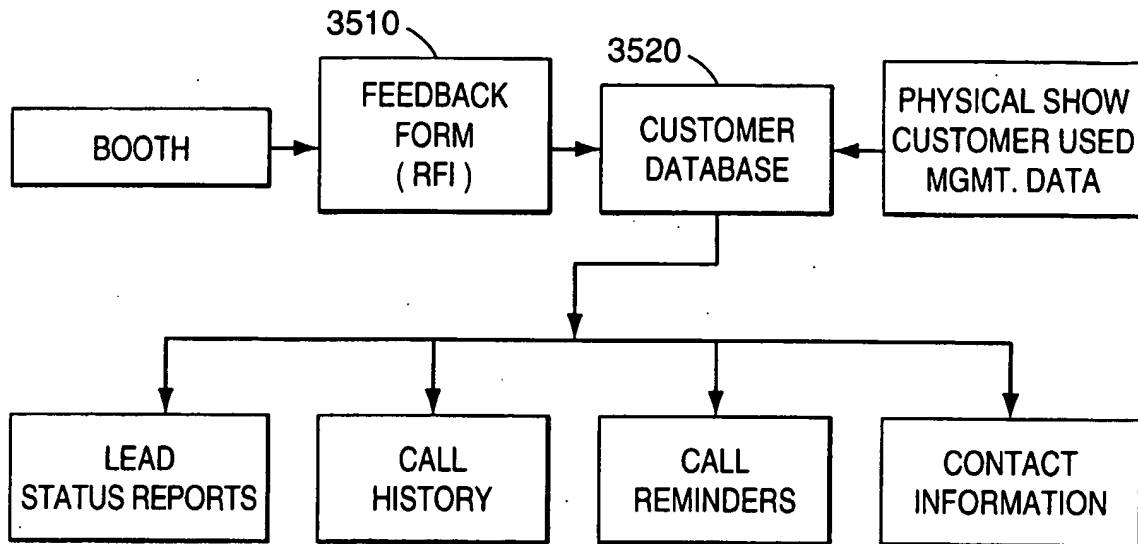 3510
3520
BOOTH
FEEDBACK
FORM
( RFI )
CUSTOMER
DATABASE
PHYSICAL SHOW
CUSTOMER USED
MGMT. DATA
LEAD
STATUS REPORTS
CALL
HISTORY
CALL
REMINDERS
CONTACT
INFORMATION